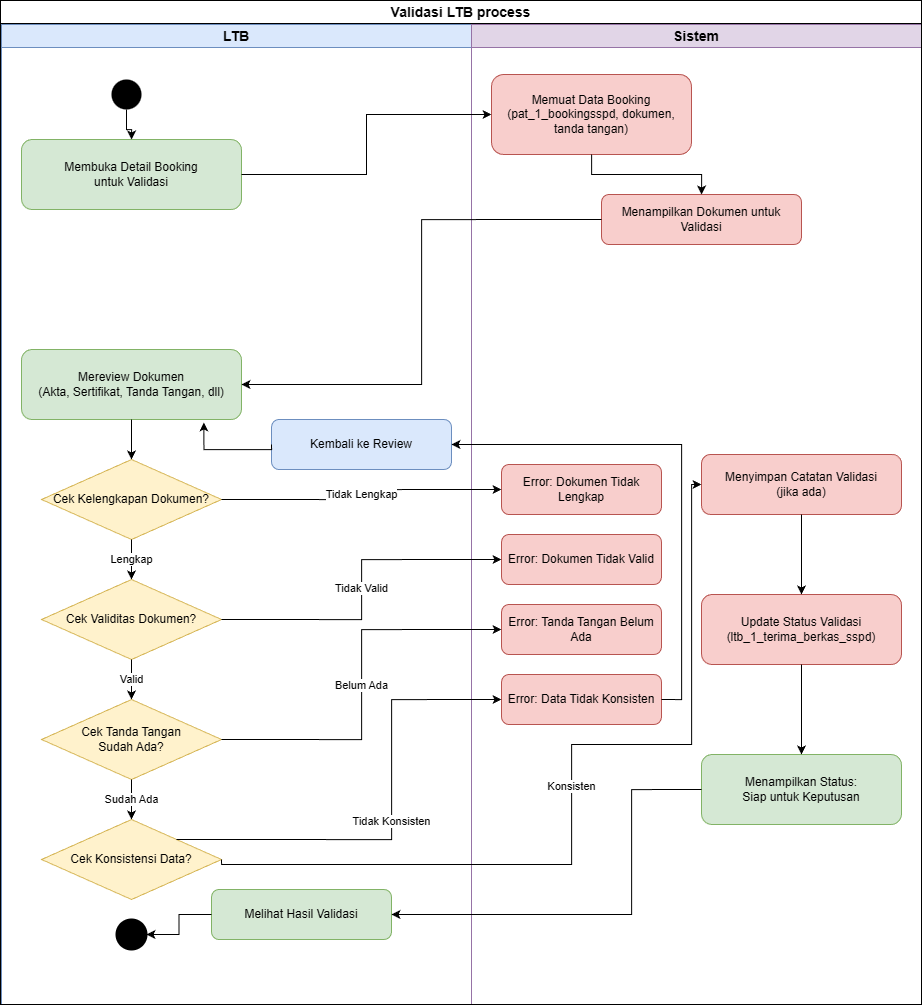 Validasi LTB process
LTB
Sistem
Membuka Detail Booking
untuk Validasi
Memuat Data Booking
(pat_1_bookingsspd, dokumen,
tanda tangan)
Menampilkan Dokumen untuk
Validasi
Mereview Dokumen
(Akta, Sertifikat, Tanda Tangan, dll)
Kembali ke Review
Cek Kelengkapan Dokumen?
Tidak Lengkap
Error: Dokumen Tidak
Lengkap
Menyimpan Catatan Validasi
(jika ada)
Lengkap
Cek Validitas Dokumen?
Tidak Valid
Error: Dokumen Tidak Valid
Error: Tanda Tangan Belum
Ada
Update Status Validasi
(ltb_1_terima_berkas_sspd)
Valid
Belum Ada
Error: Data Tidak Konsisten
Cek Tanda Tangan
Sudah Ada?
Sudah Ada
Konsisten
Menampilkan Status:
Siap untuk Keputusan
Tidak Konsisten
Cek Konsistensi Data?
Melihat Hasil Validasi